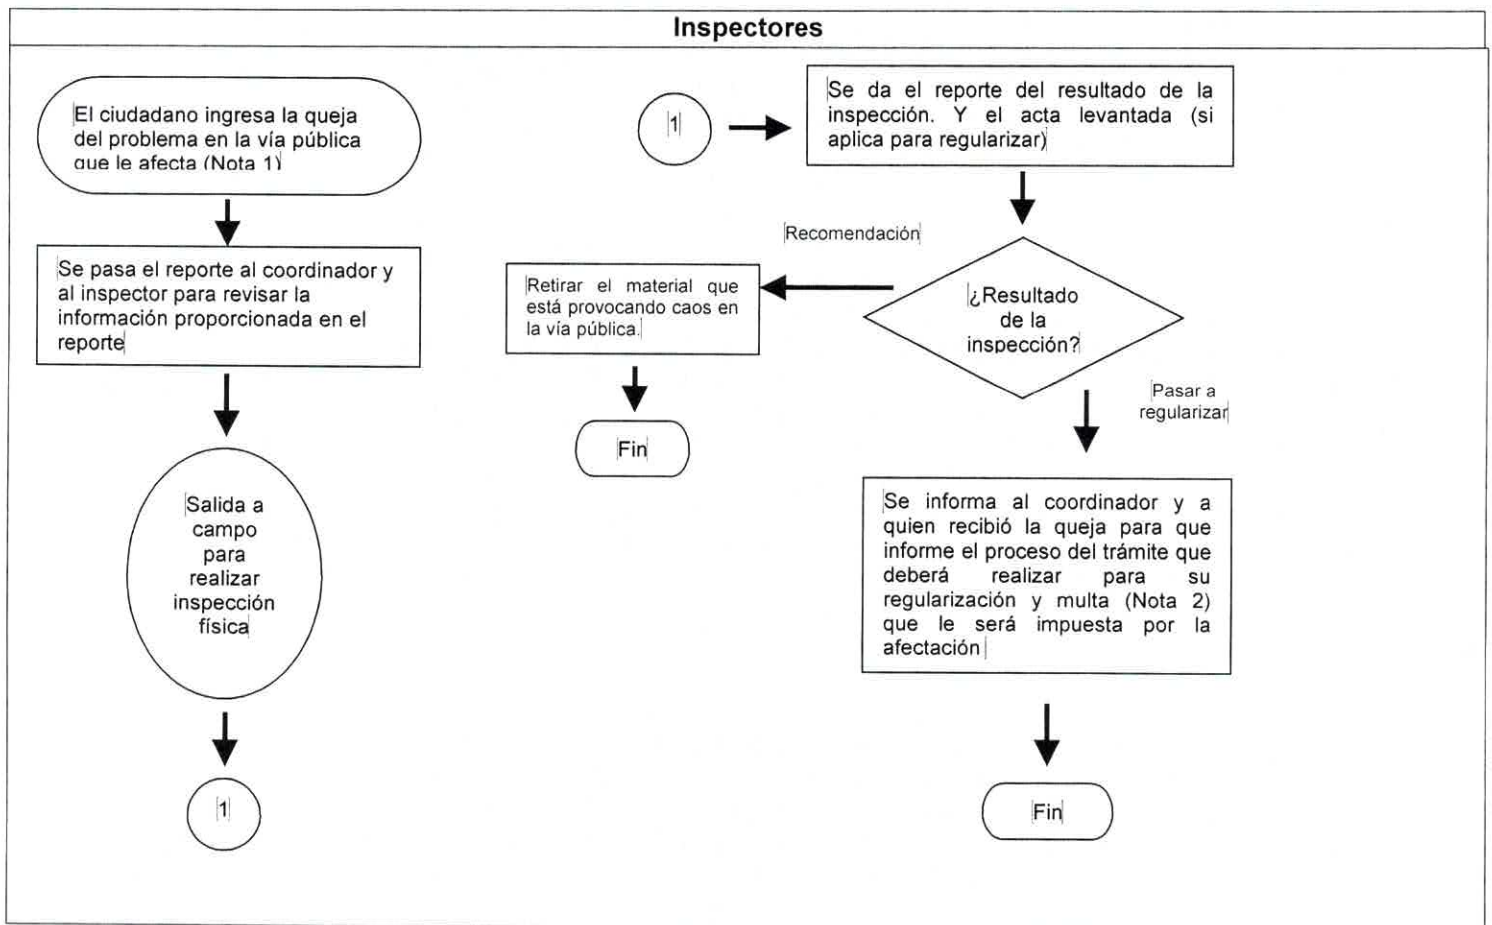 Inspectores
El ciudadano ingresa la queja
del problema en la vía pública
que le afecta (Nota 1)
Se pasa el reporte al coordinador y
al inspector para revisar la
información proporcionada en el
reporte
Salida a
campo
para
realizar
inspección
física
1
1
Se da el reporte del resultado de la
inspección. Y el acta levantada (si
aplica para regularizar)
¿Resultado
de la
inspección?
Recomendación
Retirar el material que
está provocando caos en
la vía pública.
Fin
Pasar a
regularizar
Se informa al coordinador y a
quien recibió la queja para que
informe el proceso del trámite que
deberá realizar para su
regularización y multa (Nota 2)
que le será impuesta por la
afectación
Fin